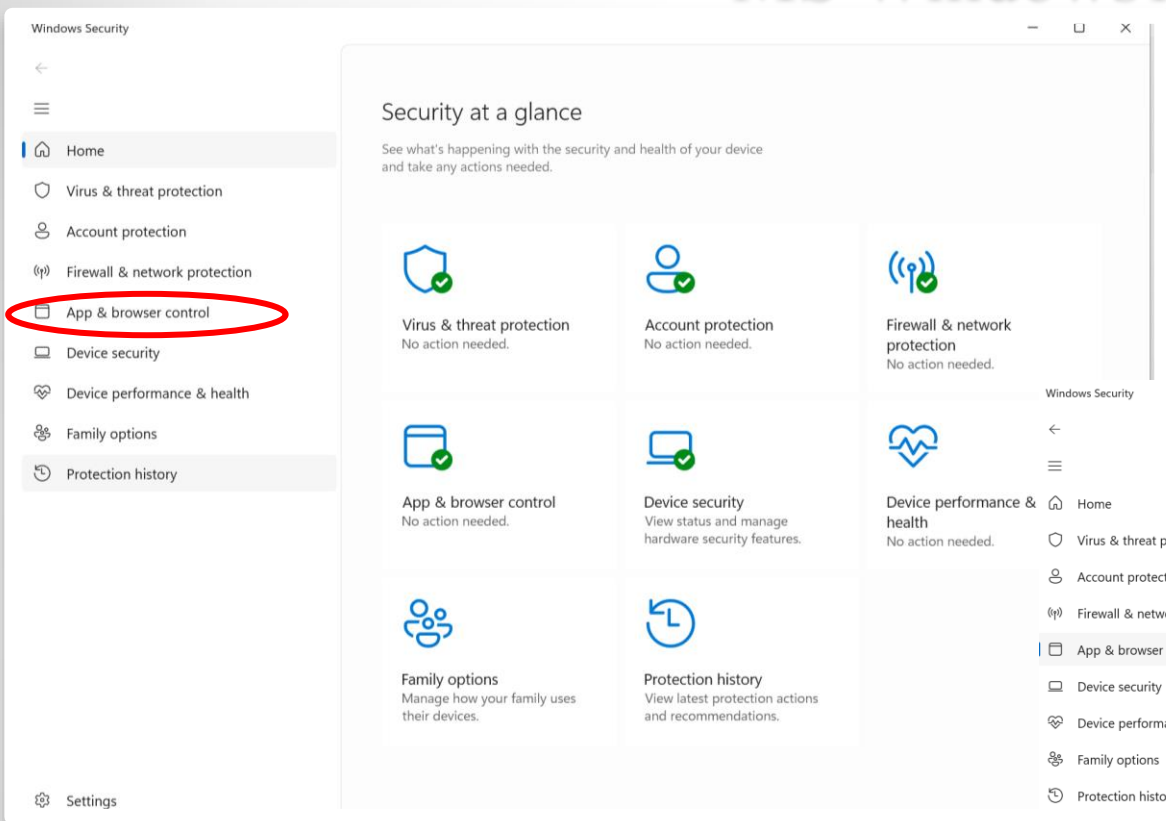 Windows Security
Home
Virus & threat protection
Account protection
Firewall & network protection
App & browser control
Device security
Device performance & health
Family options
Protection history
Settings
Security at a glance
See what's happening with the security and health of your device
and take any actions needed.
Virus & threat protection
No action needed.
Account protection
No action needed.
Firewall & network
protection
No action needed.
App & browser control
No action needed.
Device security
View status and manage
hardware security features.
Device performance &
health
No action needed.
Family options
Manage how your family uses
their devices.
Protection history
View latest protection actions
and recommendations.
Windows Security
Home
Virus & threat p
Account protect
Firewall & netwo
App & browser
Device security
Device performa
Family options
Protection histo